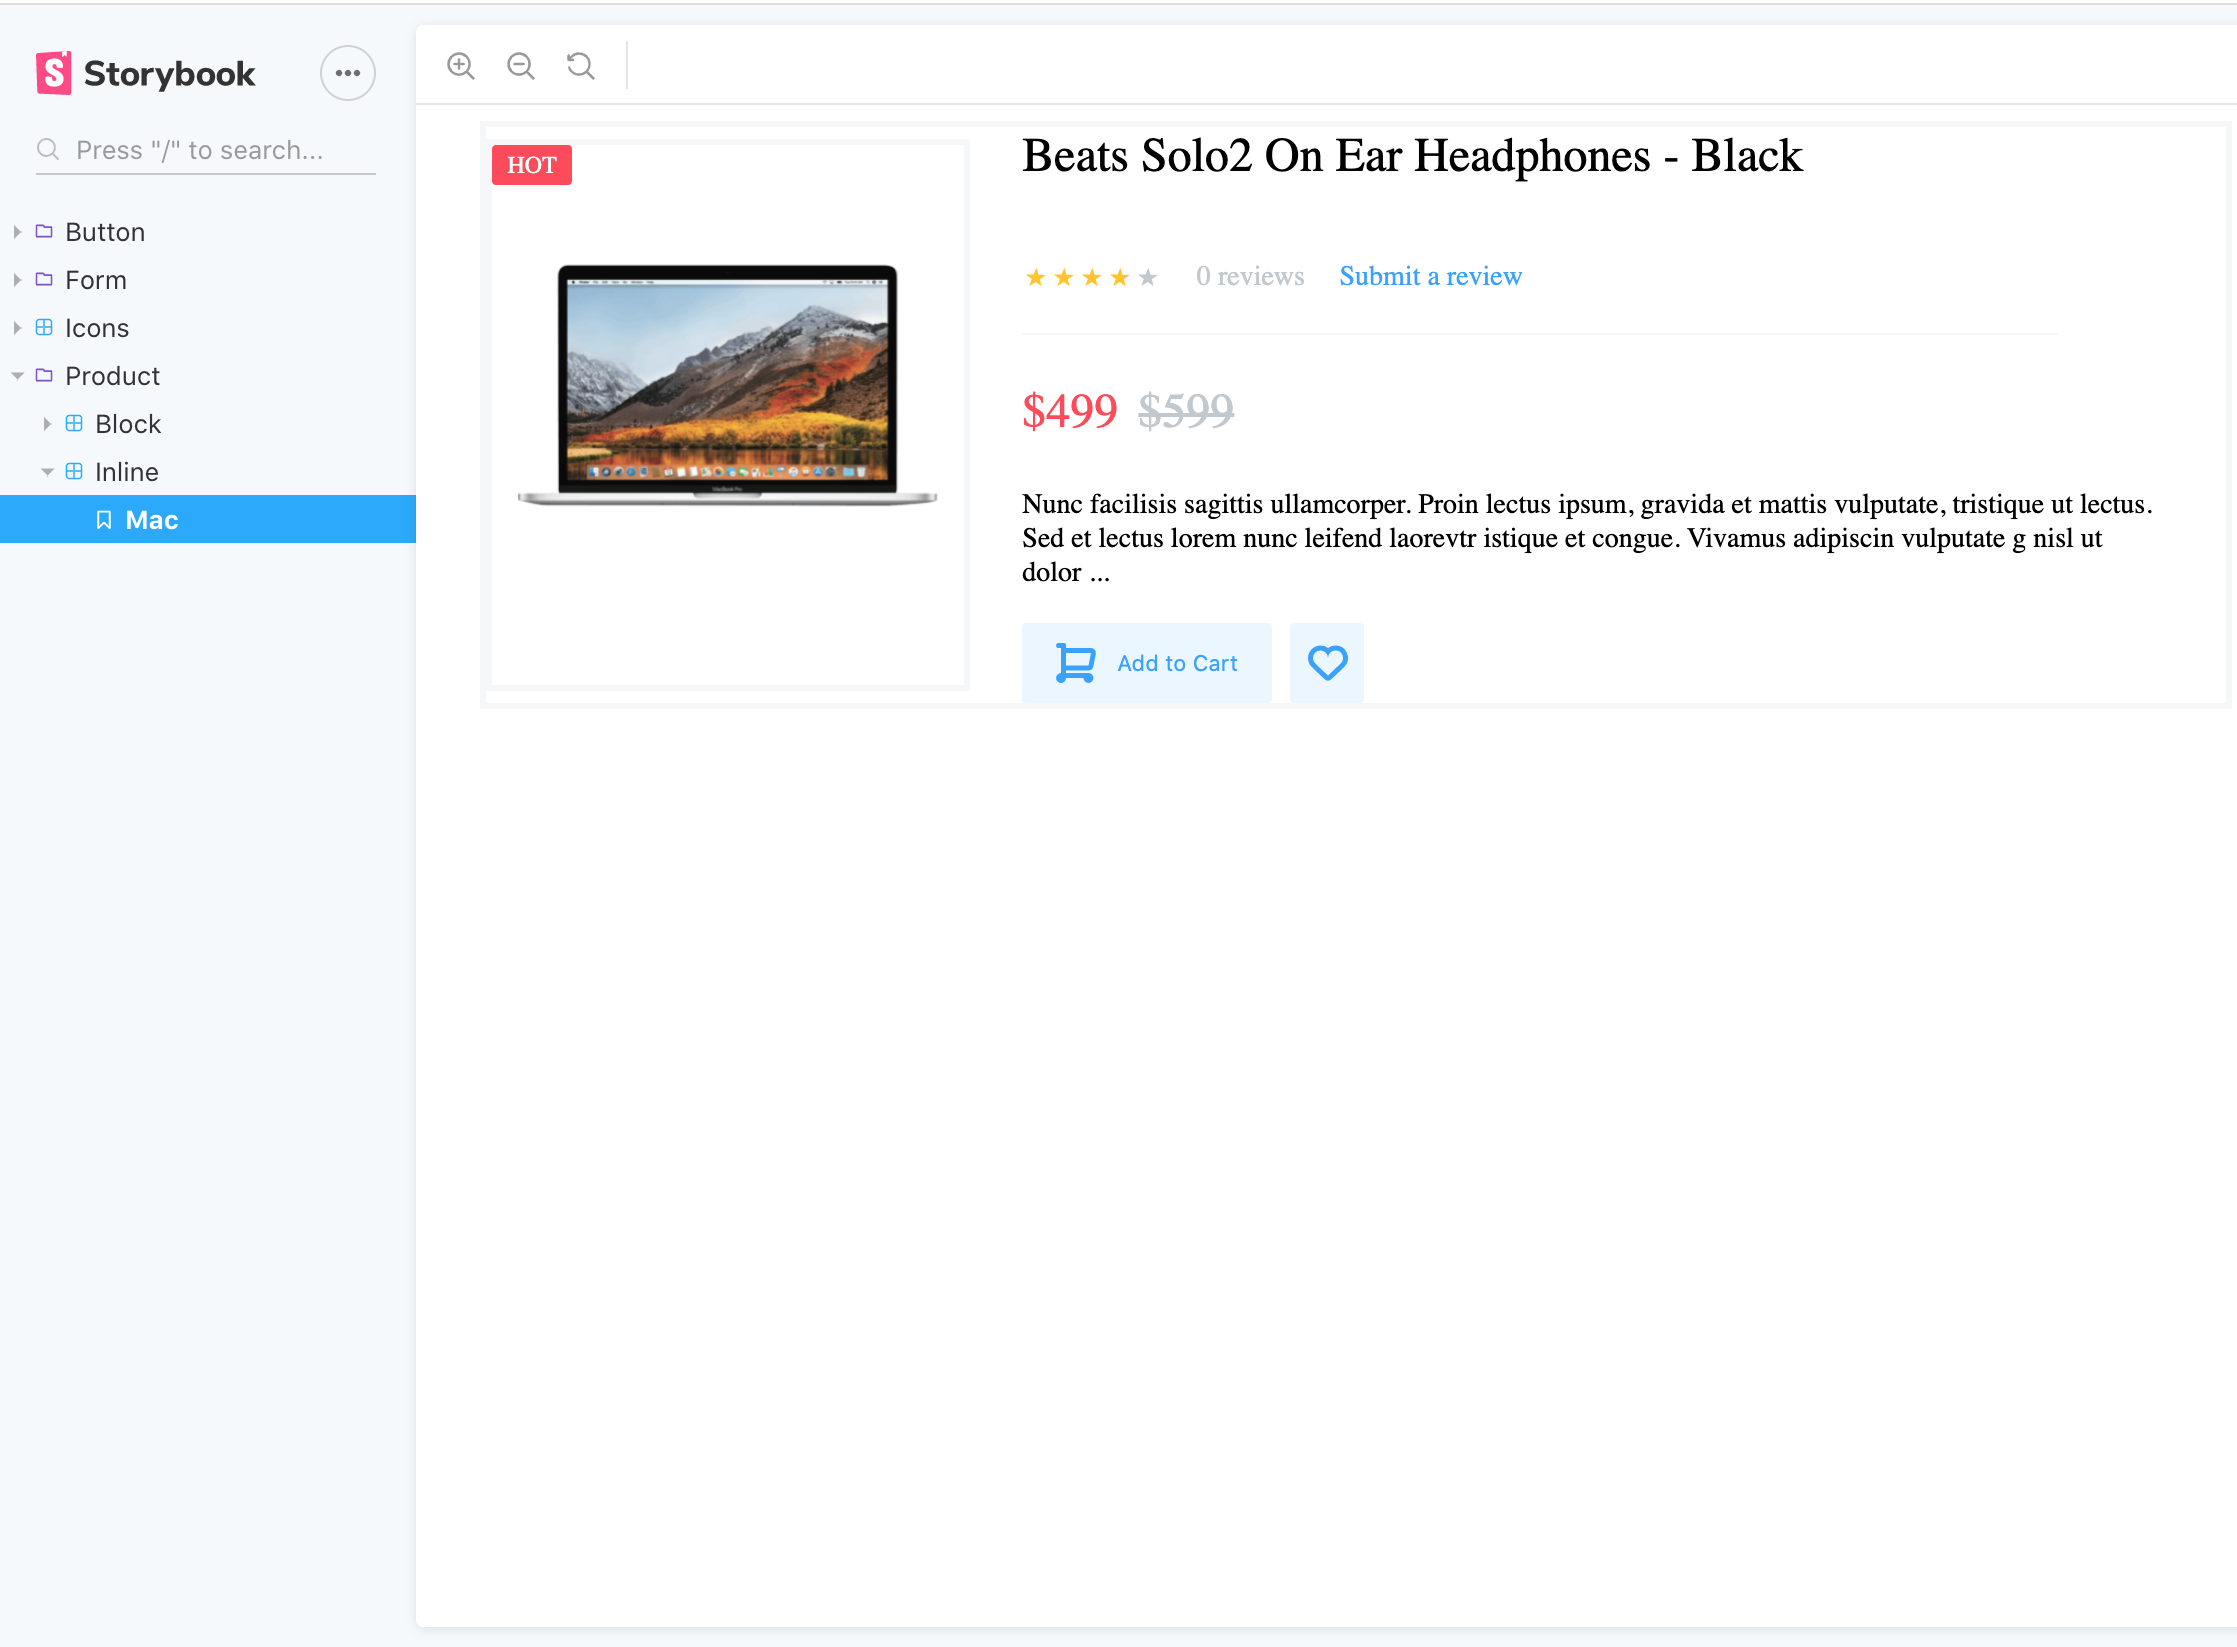 Storybook
Press "/" to search...
Button
Form
Icons
Product
Block
Inline
Mac
HOT
Beats Solo2 On Ear Headphones - Black
0 reviews Submit a review
$499 $599
Nunc facilisis sagittis ullamcorper. Proin lectus ipsum, gravida et mattis vulputate, tristique ut lectus.
Sed et lectus lorem nunc leifend laorevtr istique et congue. Vivamus adipiscin vulputate g nisl ut
dolor ...
Add to Cart